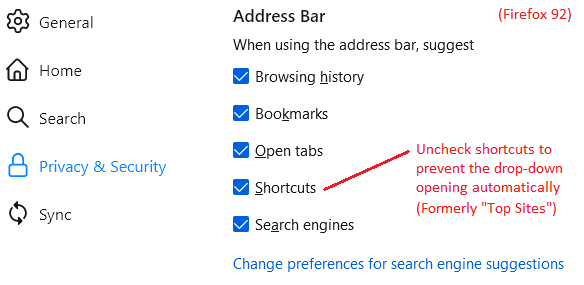 General
Home
Search
Privacy & Security
Sync
Address Bar
(Firefox 92)
When using the address bar, suggest
Browsing history
Bookmarks
Open tabs
Shortcuts
Search engines
Uncheck shortcuts to
prevent the drop-down
opening automatically
(Formerly "Top Sites")
Change preferences for search engine suggestions